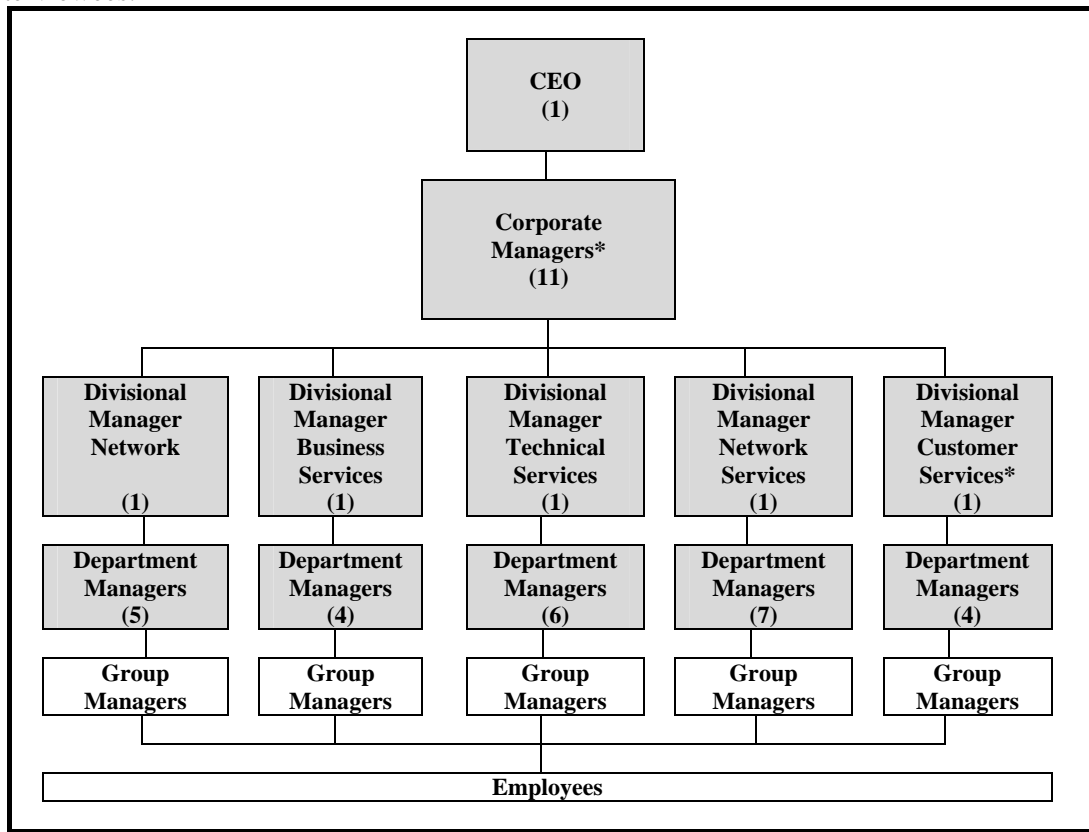 CEO
(1)
Corporate
Managers*
(11)
Divisional
Manager
Network
(1)
Divisional
Manager
Business
Services
(1)
Divisional
Manager
Technical
Services
(1)
Divisional
Manager
Network
Services
(1)
Divisional
Manager
Customer
Services*
(1)
Department
Managers
(5)
Department
Managers
(4)
Department
Managers
(6)
Department
Managers
(7)
Department
Managers
(4)
Group
Managers
Group
Managers
Group
Managers
Group
Managers
Group
Managers
Employees